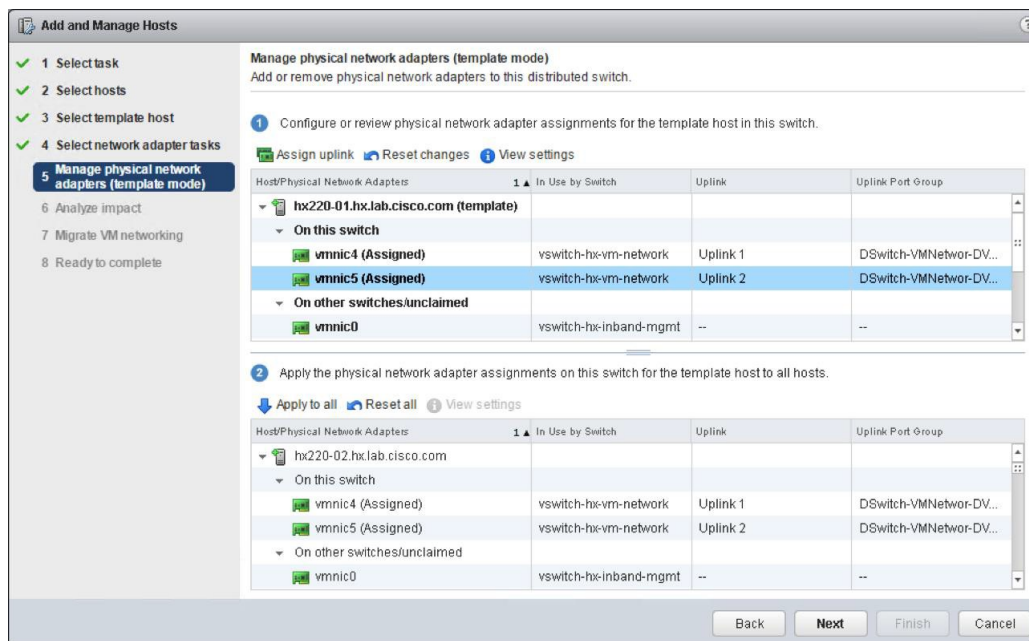 Add and Manage Hosts
?
1 Select task
2 Select hosts
3 Select template host
4 Select network adapter tasks
5 Manage physical network
adapters (template mode)
6 Analyze impact
7 Migrate VM networking
8 Ready to complete
Manage physical network adapters (template mode)
Add or remove physical network adapters to this distributed switch.
1 Configure or review physical network adapter assignments for the template host in this switch.
Assign uplink Reset changes View settings
Host/Physical Network Adapters 1 ▲ In Use by Switch Uplink Uplink Port Group
hx220-01.hx.lab.cisco.com (template)
On this switch
vmnic4 (Assigned) vswitch-hx-vm-network Uplink 1 DSwitch-VMNetwor-DV...
vmnic5 (Assigned) vswitch-hx-vm-network Uplink 2 DSwitch-VMNetwor-DV...
On other switches/unclaimed
vmnic0 vswitch-hx-inband-mgmt -- --
2 Apply the physical network adapter assignments on this switch for the template host to all hosts.
Apply to all Reset all View settings
Host/Physical Network Adapters 1 ▲ In Use by Switch Uplink Uplink Port Group
hx220-02.hx.lab.cisco.com
On this switch
vmnic4 (Assigned) vswitch-hx-vm-network Uplink 1 DSwitch-VMNetwor-DV...
vmnic5 (Assigned) vswitch-hx-vm-network Uplink 2 DSwitch-VMNetwor-DV...
On other switches/unclaimed
vmnic0 vswitch-hx-inband-mgmt -- --
Back Next Finish Cancel